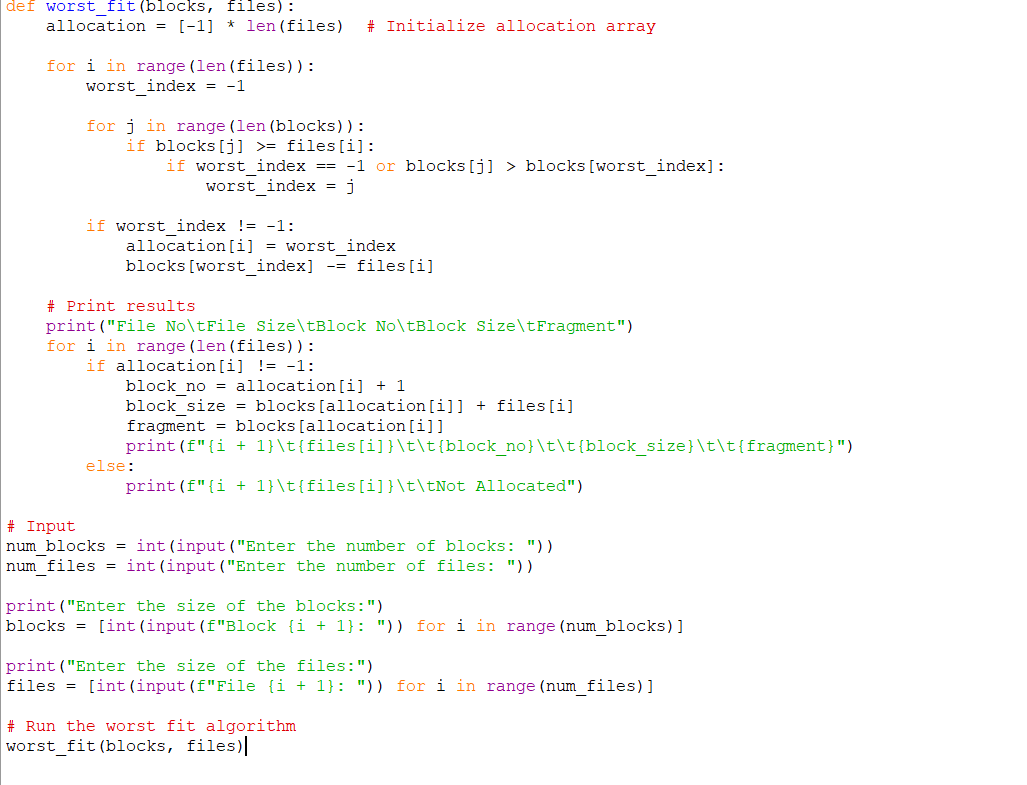 def worst_fit(blocks, files):
    allocation = [-1] * len(files)  # Initialize allocation array

    for i in range(len(files)):
        worst_index = -1

        for j in range(len(blocks)):
            if blocks[j] >= files[i]:
                if worst_index == -1 or blocks[j] > blocks[worst_index]:
                    worst_index = j

        if worst_index != -1:
            allocation[i] = worst_index
            blocks[worst_index] -= files[i]

    # Print results
    print("File No\tFile Size\tBlock No\tBlock Size\tFragment")
    for i in range(len(files)):
        if allocation[i] != -1:
            block_no = allocation[i] + 1
            block_size = blocks[allocation[i]] + files[i]
            fragment = blocks[allocation[i]]
            print(f"{i + 1}\t{files[i]}\t\t{block_no}\t\t{block_size}\t\t{fragment}")
        else:
            print(f"{i + 1}\t{files[i]}\t\tNot Allocated")

# Input
num_blocks = int(input("Enter the number of blocks: "))
num_files = int(input("Enter the number of files: "))

print("Enter the size of the blocks:")
blocks = [int(input(f"Block {i + 1}: ")) for i in range(num_blocks)]

print("Enter the size of the files:")
files = [int(input(f"File {i + 1}: ")) for i in range(num_files)]

# Run the worst fit algorithm
worst_fit(blocks, files)